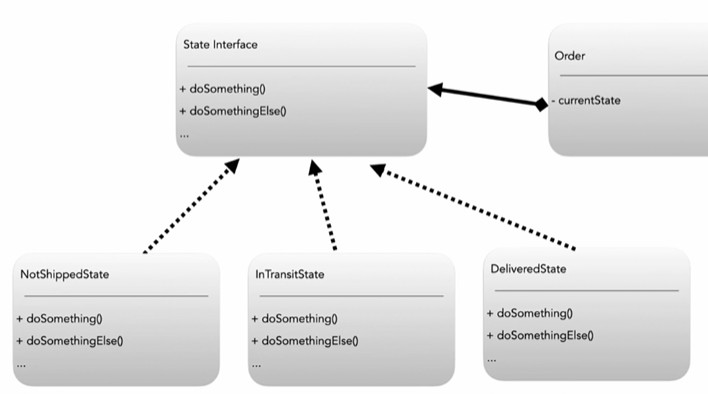 State Interface
+ doSomething()
+ doSomethingElse()
...
Order
- currentState
NotShippedState
+ doSomething()
+ doSomethingElse()
...
InTransitState
+ doSomething()
+ doSomethingElse()
...
DeliveredState
+ doSomething()
+ doSomethingElse()
...